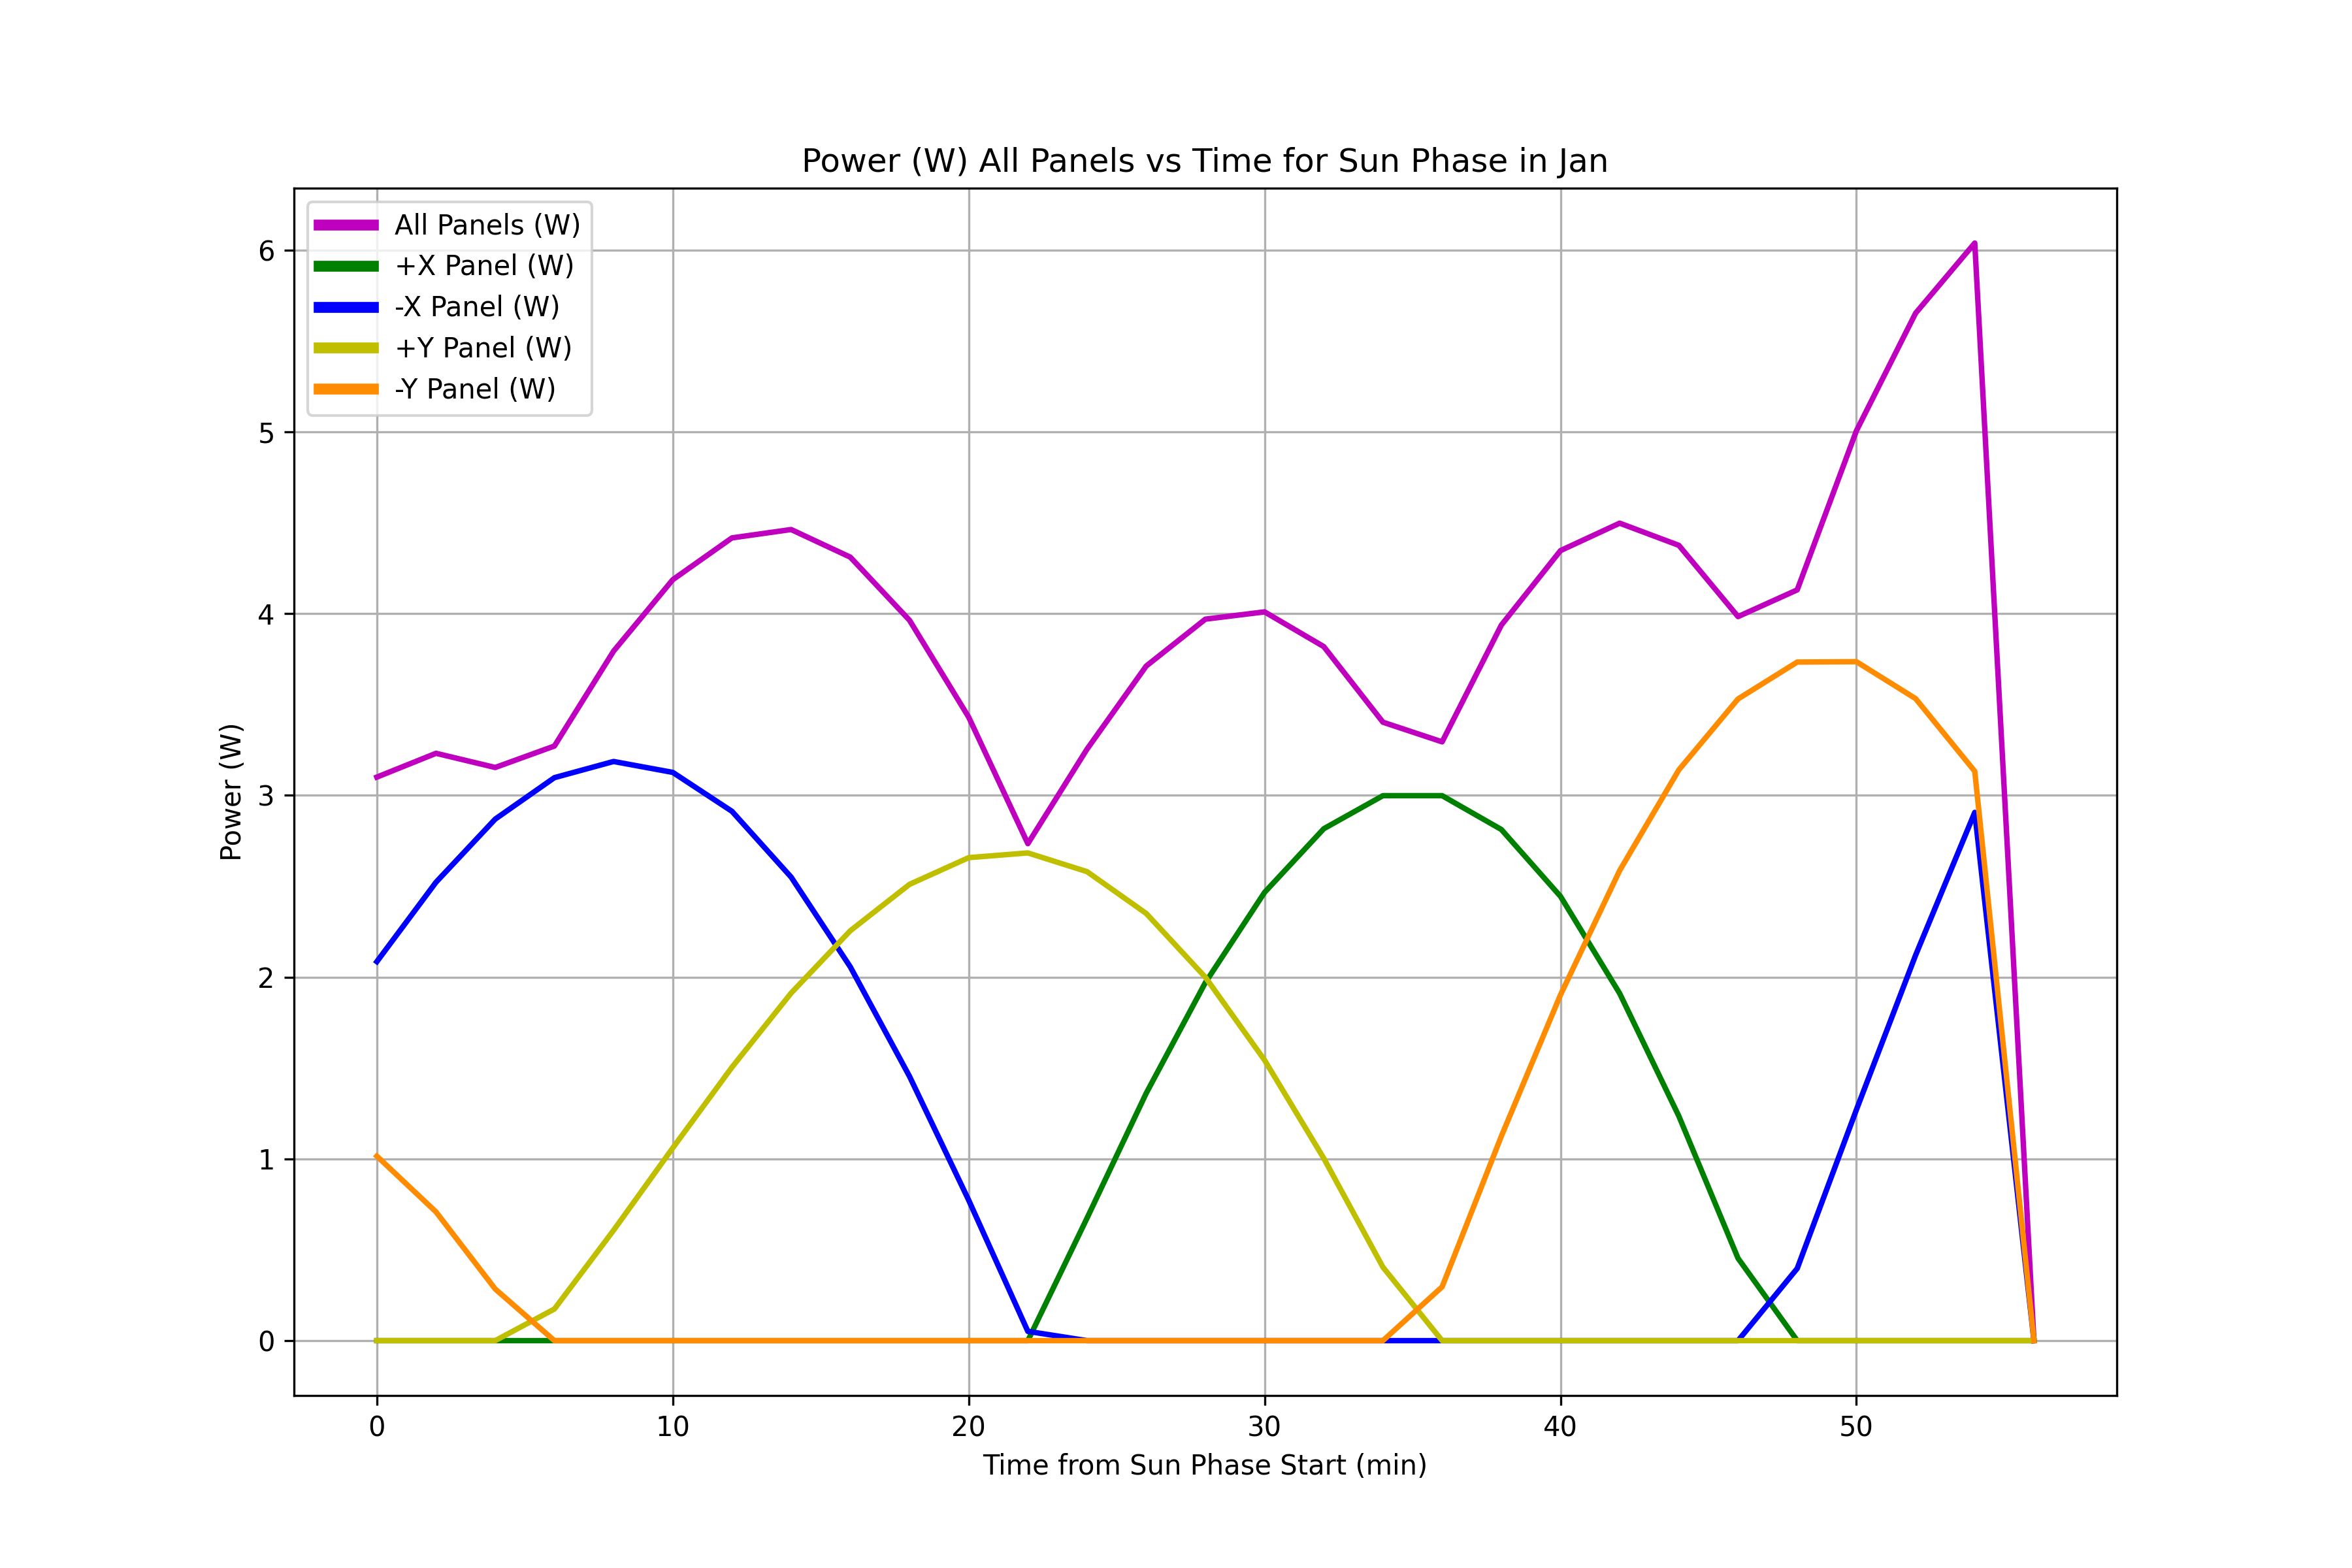 Power (W) All Panels vs Time for Sun Phase in Jan
All Panels (W)
+X Panel (W)
-X Panel (W)
+Y Panel (W)
-Y Panel (W)
6
5
4
3
2
1
0
Power (W)
0 10 20 30 40 50
Time from Sun Phase Start (min)